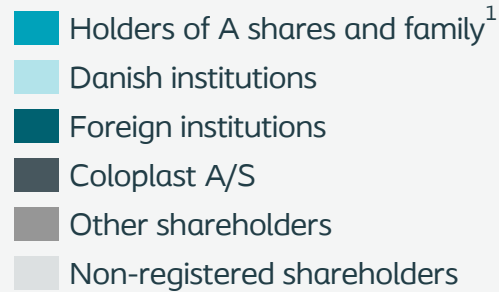 Holders of A shares and family¹
Danish institutions
Foreign institutions
Coloplast A/S
Other shareholders
Non-registered shareholders